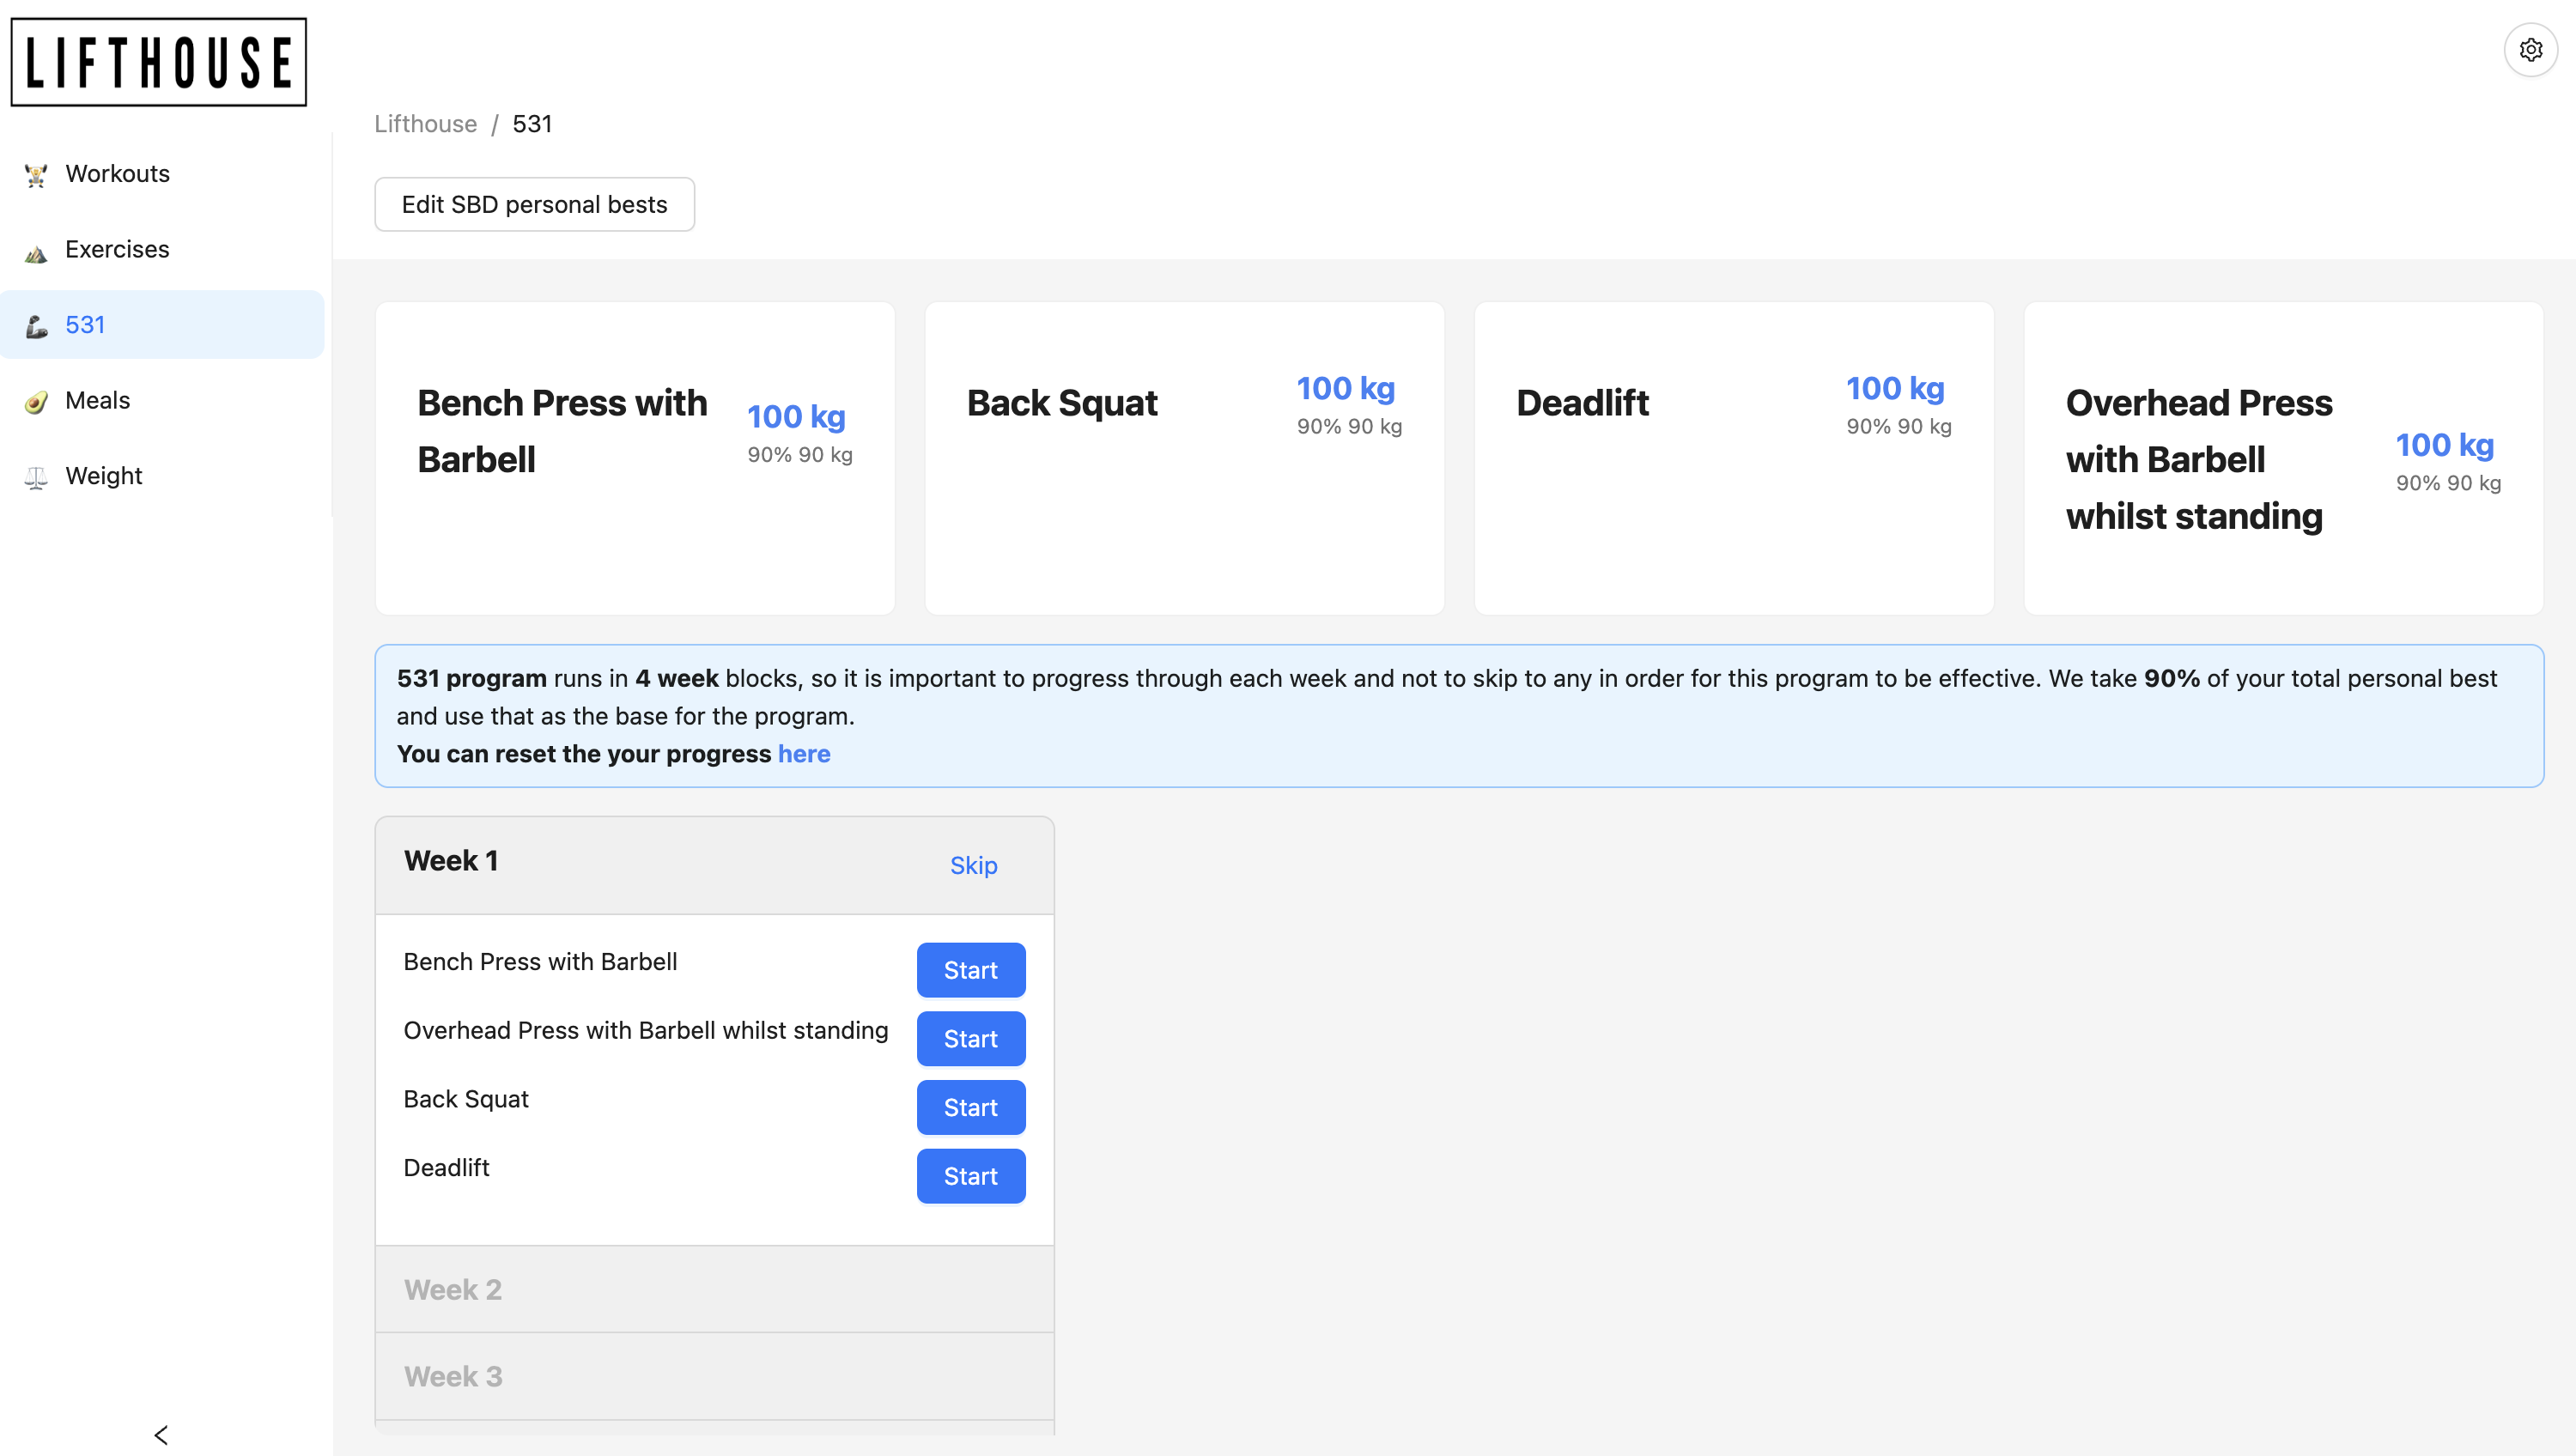 LIFTHOUSE
Workouts
Exercises
531
Meals
Weight
Lifthouse / 531
Edit SBD personal bests
Bench Press with
Barbell
100 kg
90% 90 kg
Back Squat
100 kg
90% 90 kg
Deadlift
100 kg
90% 90 kg
Overhead Press
with Barbell
whilst standing
100 kg
90% 90 kg
531 program runs in 4 week blocks, so it is important to progress through each week and not to skip to any in order for this program to be effective. We take 90% of your total personal best
and use that as the base for the program.
You can reset the your progress here
Week 1
Skip
Bench Press with Barbell
Start
Overhead Press with Barbell whilst standing
Start
Back Squat
Start
Deadlift
Start
Week 2
Week 3